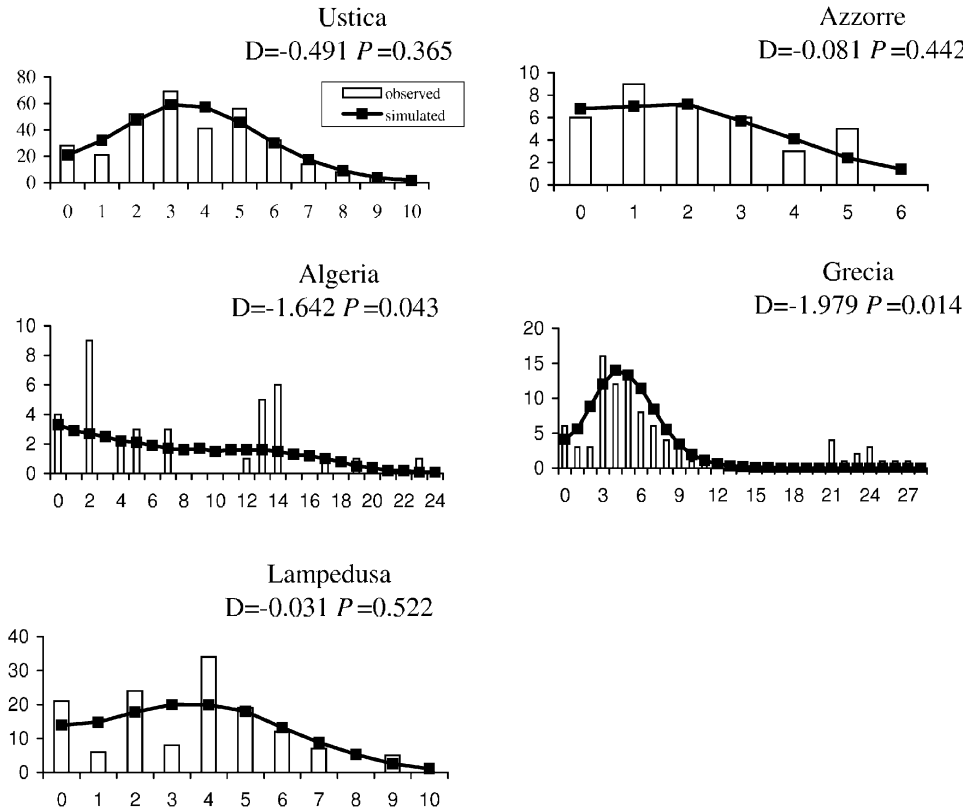 Ustica
D=-0.491 P=0.365
80
60
40
20
0
observed
simulated
0 1 2 3 4 5 6 7 8 9 10
Azzorre
D=-0.081 P=0.442
10
8
6
4
2
0
0 1 2 3 4 5 6
Algeria
D=-1.642 P=0.043
10
8
6
4
2
0
0 2 4 6 8 10 12 14 16 18 20 22 24
Grecia
D=-1.979 P=0.014
20
15
10
5
0
0 3 6 9 12 15 18 21 24 27
Lampedusa
D=-0.031 P=0.522
40
30
20
10
0
0 1 2 3 4 5 6 7 8 9 10